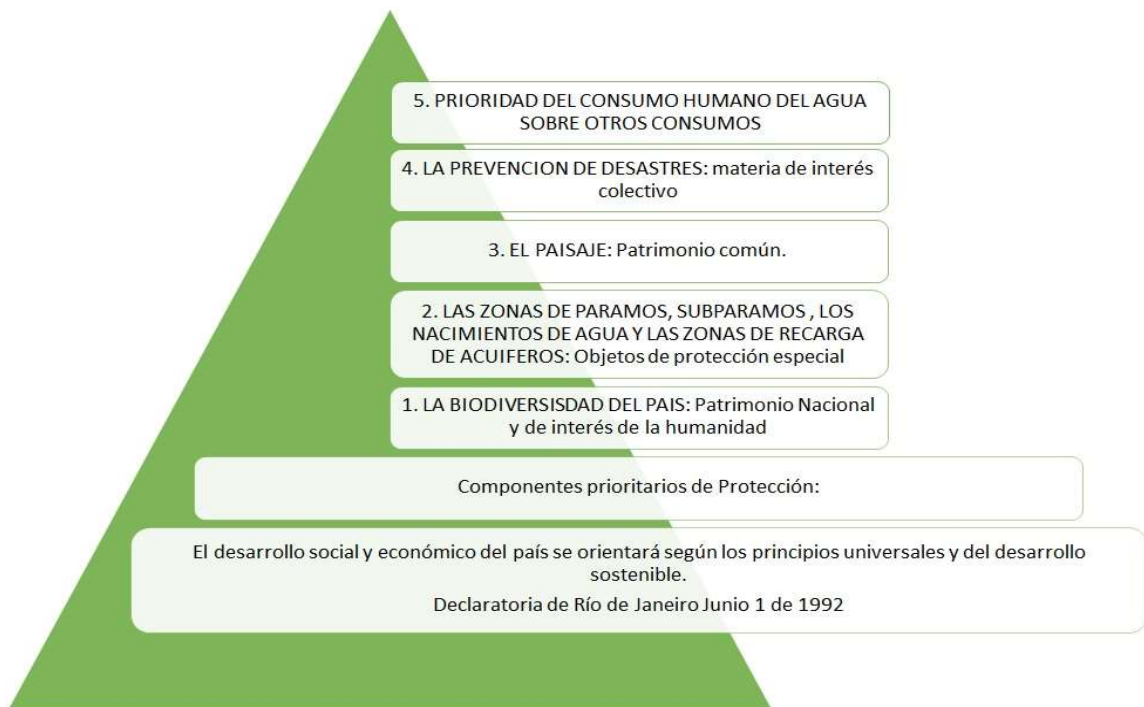 5. PRIORIDAD DEL CONSUMO HUMANO DEL AGUA
SOBRE OTROS CONSUMOS
4. LA PREVENCION DE DESASTRES: materia de interés
colectivo
3. EL PAISAJE: Patrimonio común.
2. LAS ZONAS DE PARAMOS, SUBPARAMOS , LOS
NACIMIENTOS DE AGUA Y LAS ZONAS DE RECARGA
DE ACUIFEROS: Objetos de protección especial
1. LA BIODIVERSISDAD DEL PAIS: Patrimonio Nacional
y de interés de la humanidad
Componentes prioritarios de Protección:
El desarrollo social y económico del país se orientará según los principios universales y del desarrollo
sostenible.
Declaratoria de Río de Janeiro Junio 1 de 1992